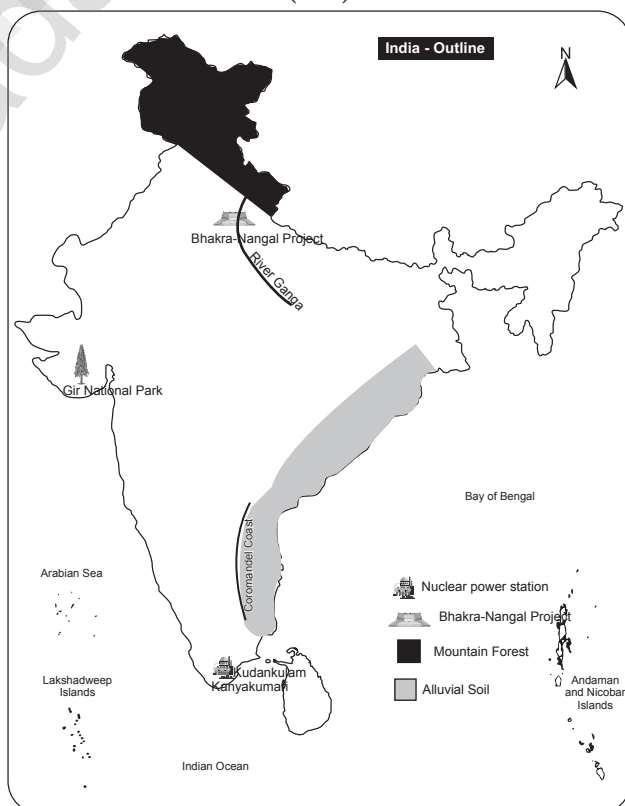 India - Outline
N
Bhakra-Nangal Project
River Ganga
Gir National Park
Bay of Bengal
Coromandel Coast
Arabian Sea
Nuclear power station
Bhakra-Nangal Project
Mountain Forest
Kudankulam
Kanyakumari
Lakshadweep
Islands
Alluvial Soil
Andaman
and Nicobar
Islands
Indian Ocean